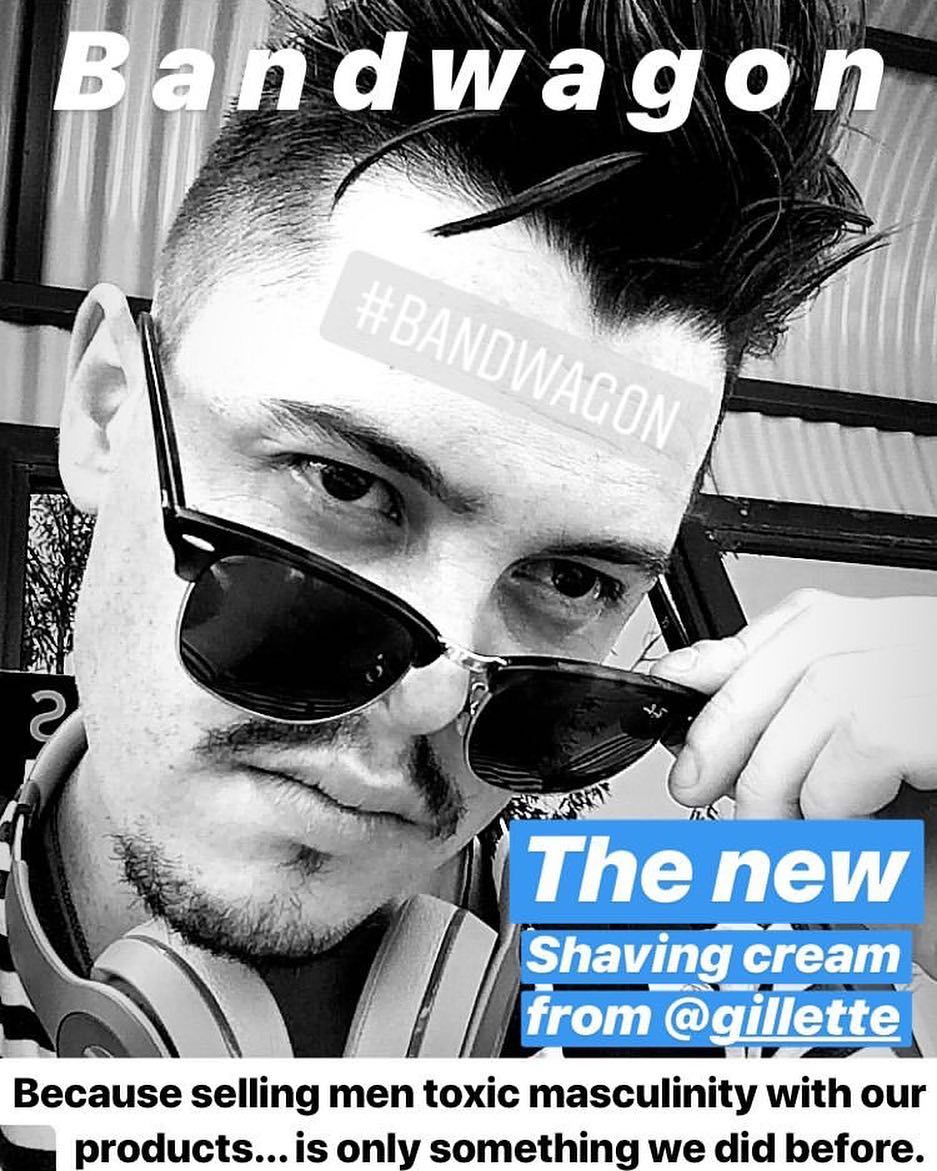 Bandwagon
#BANDWAGON
The new
Shaving cream
from @gillette
Because selling men toxic masculinity with our
products... is only something we did before.